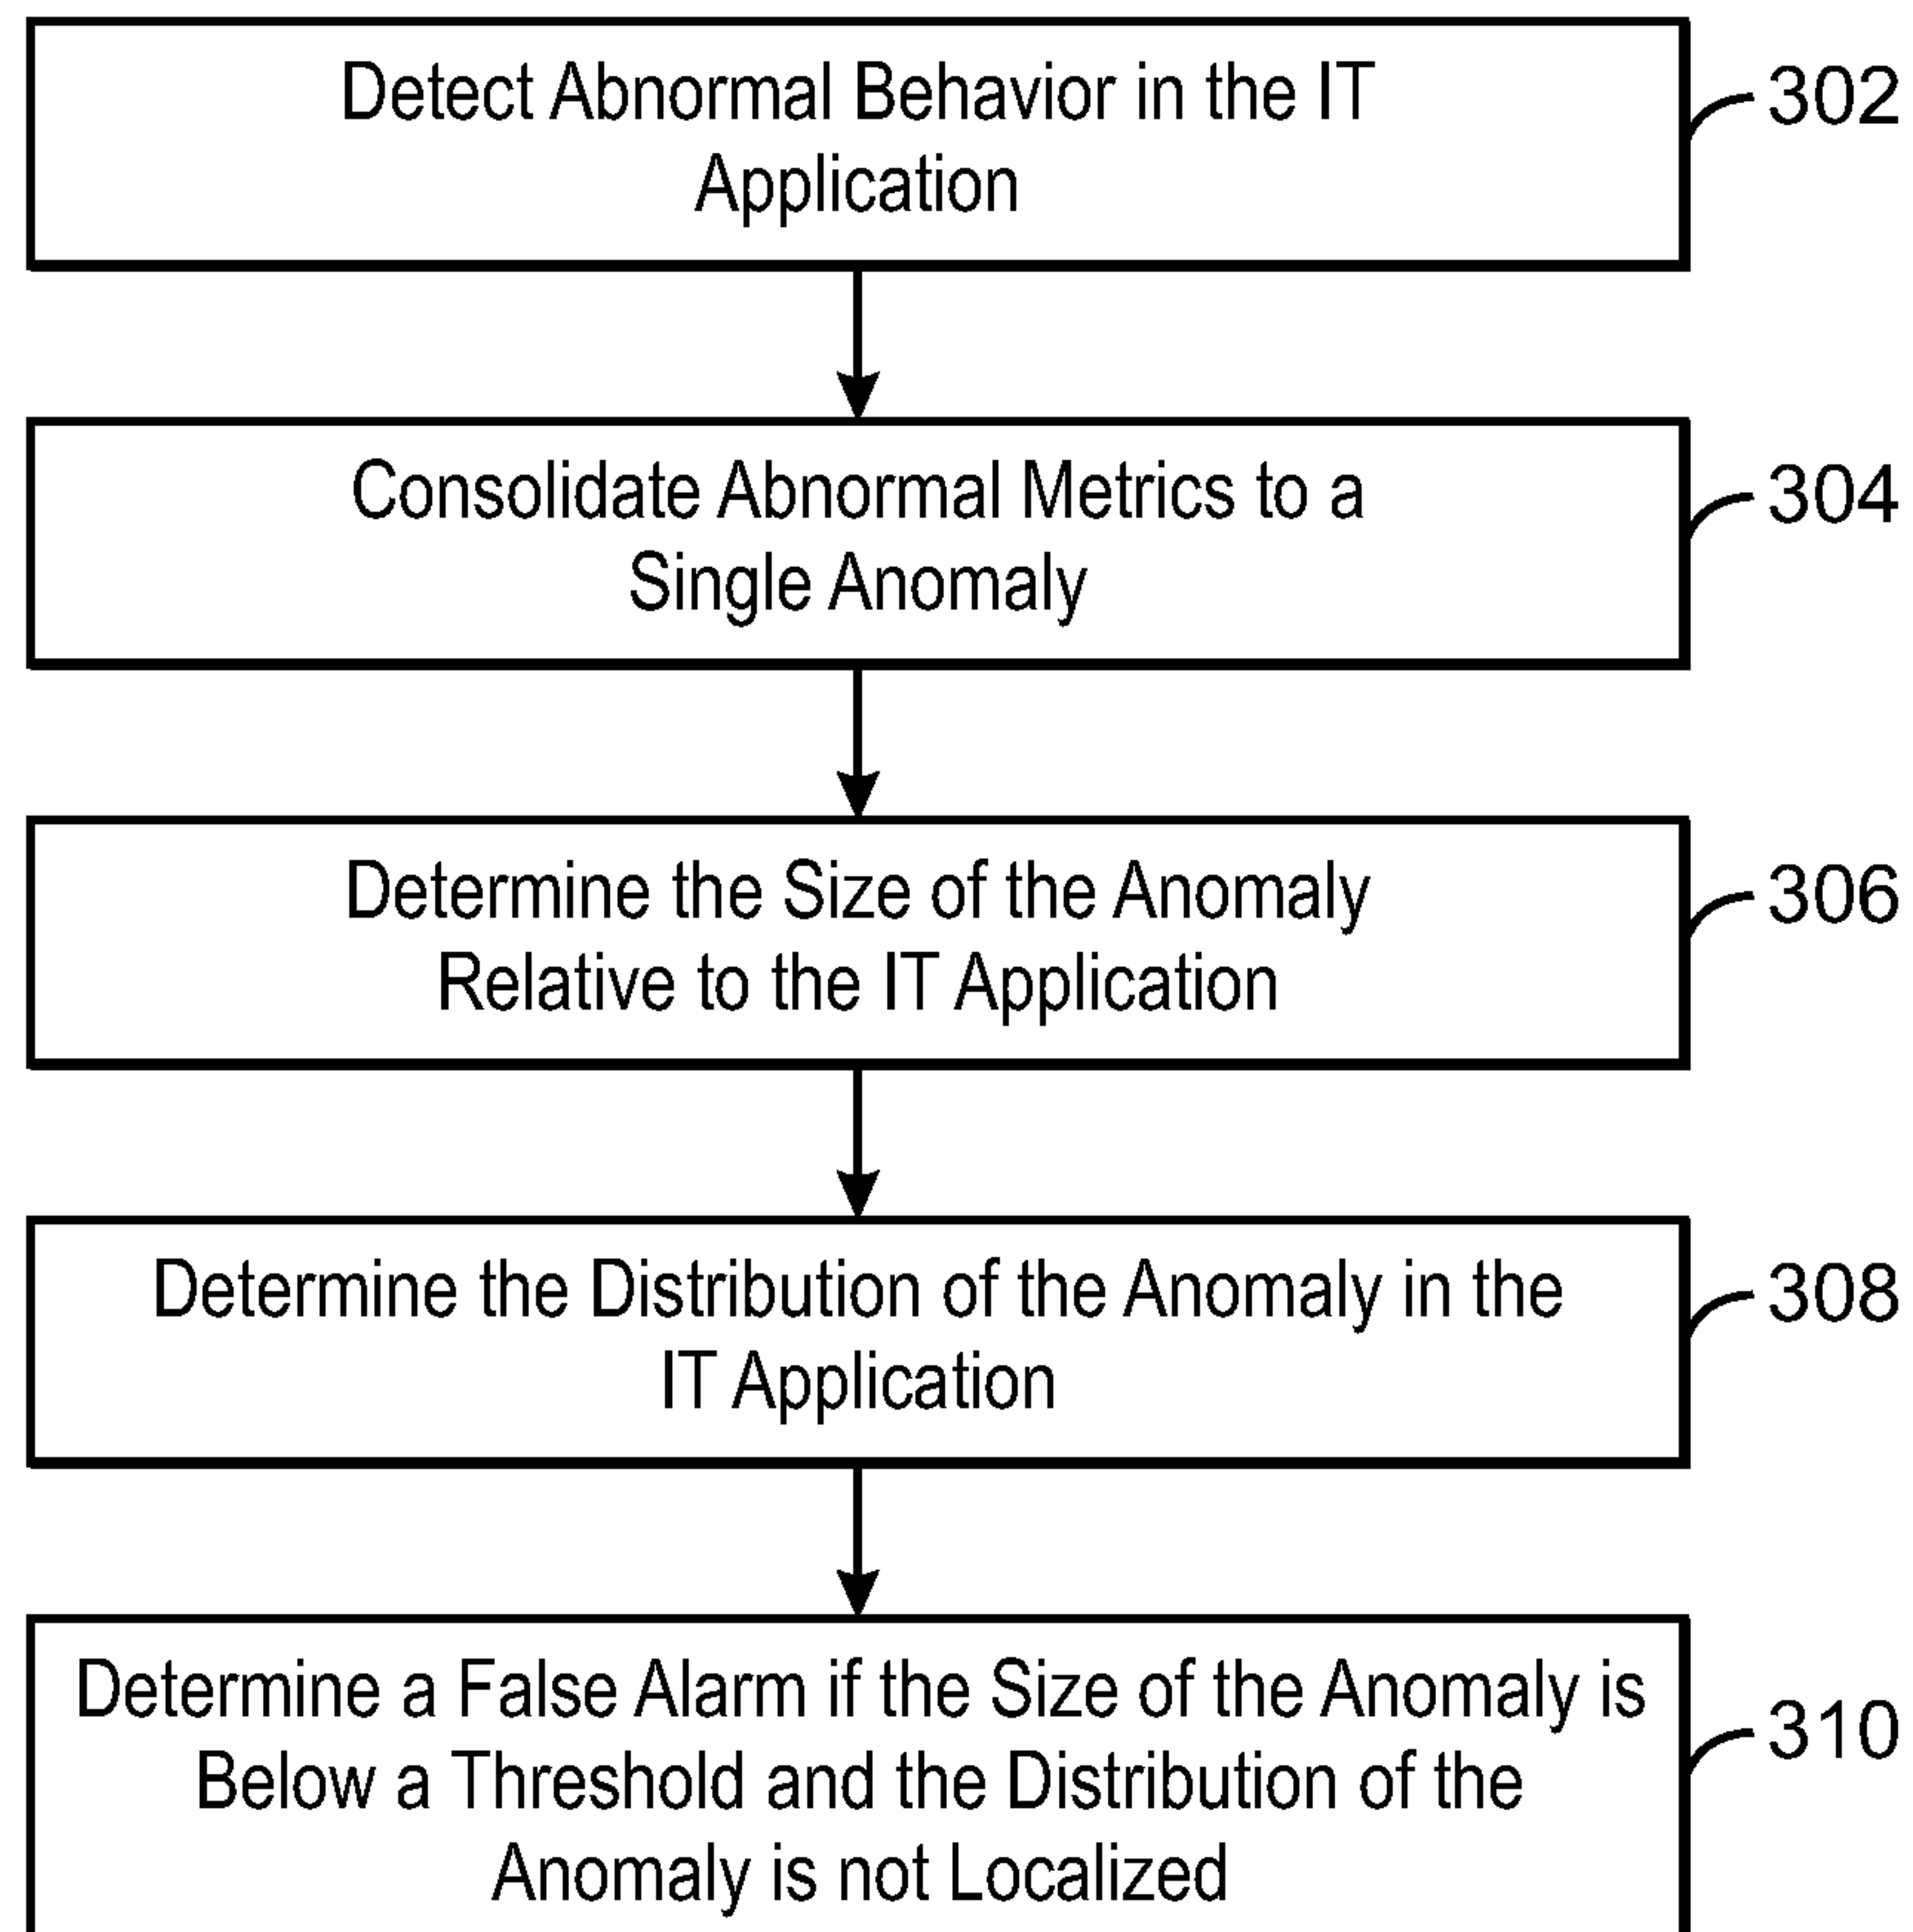 Detect Abnormal Behavior in the IT
Application
302
Consolidate Abnormal Metrics to a
Single Anomaly
304
Determine the Size of the Anomaly
Relative to the IT Application
306
Determine the Distribution of the Anomaly in the
IT Application
308
Determine a False Alarm if the Size of the Anomaly is
Below a Threshold and the Distribution of the
Anomaly is not Localized
310